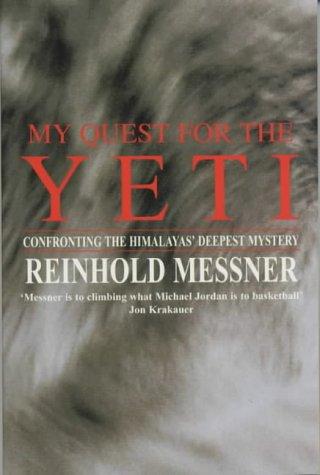 MY QUEST FOR THE
YETI
CONFRONTING THE HIMALAYAS' DEEPEST MYSTERY
REINHOLD MESSNER
'Messner is to climbing what Michael Jordan is to basketball'
Jon Krakauer